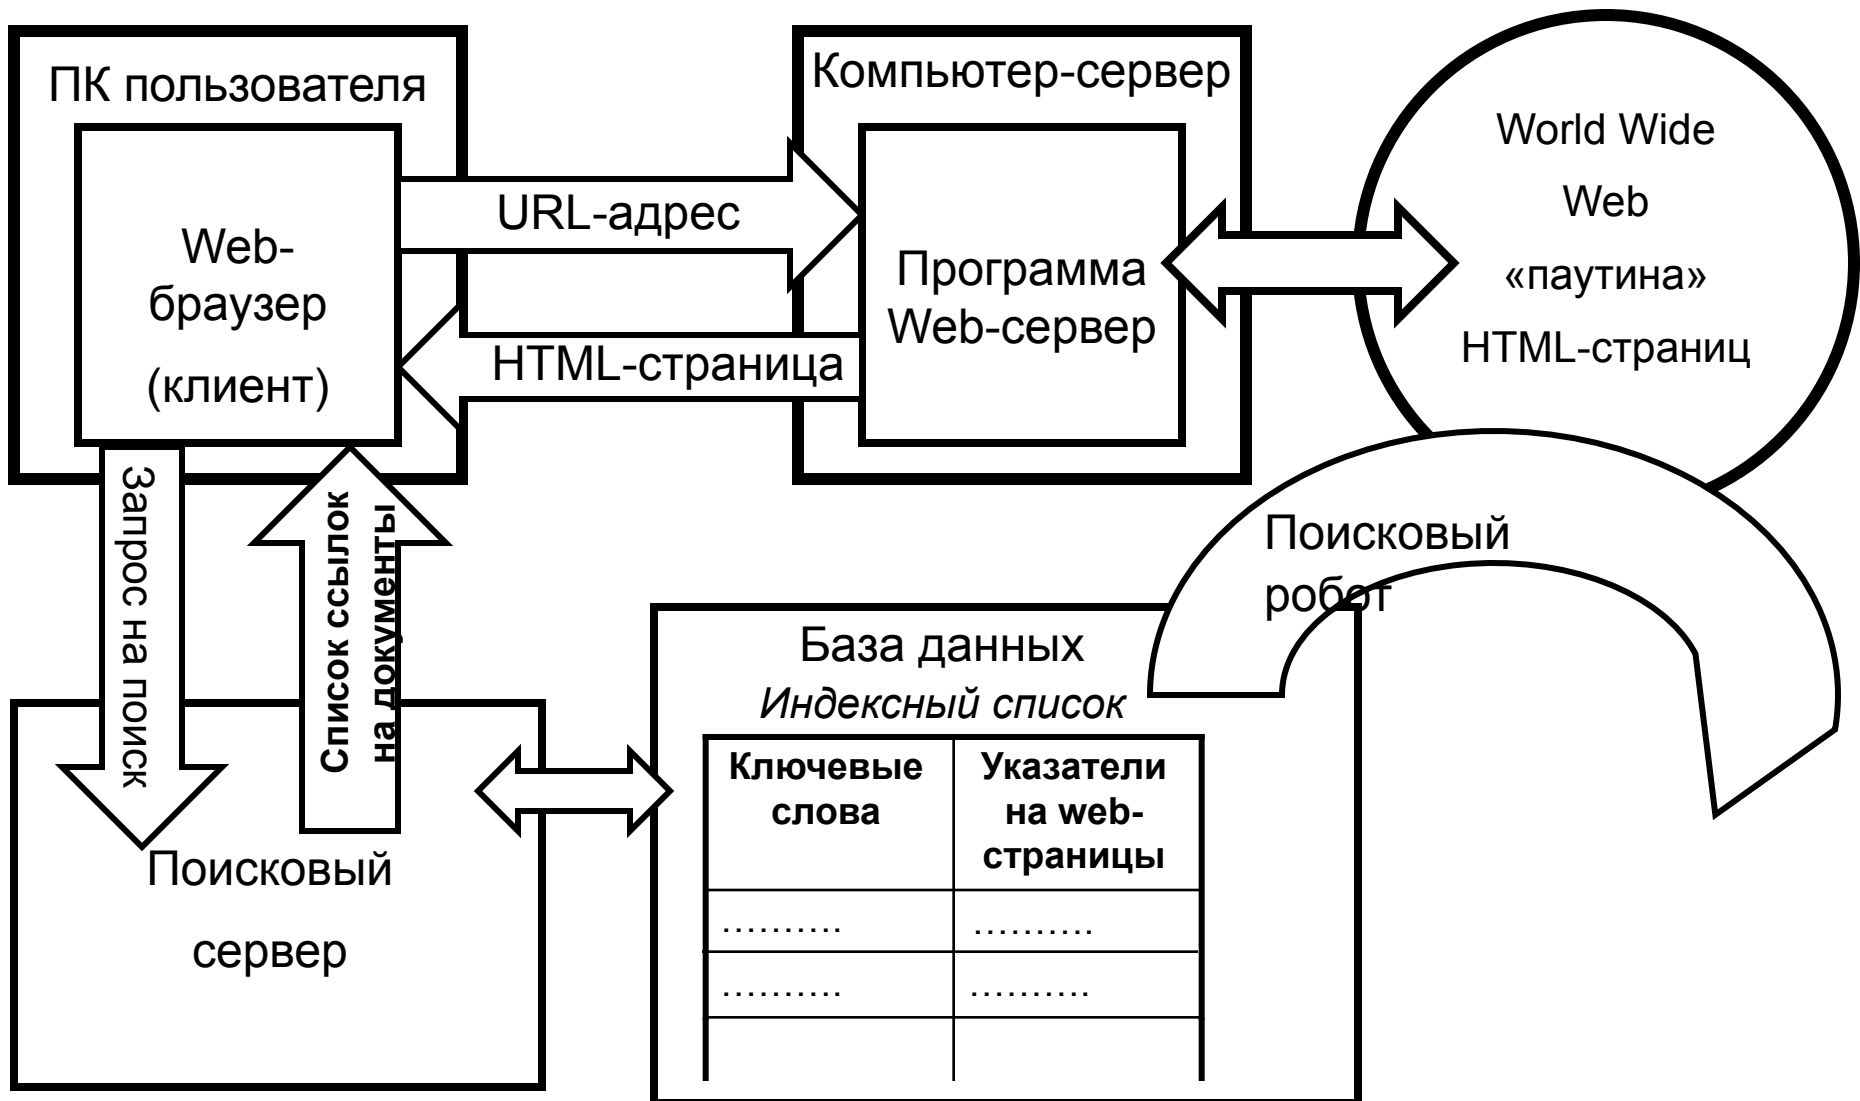 ПК пользователя
Web-
браузер
(клиент)
URL-адрес
HTML-страница
Компьютер-сервер
Программа
Web-сервер
World Wide
Web
«паутина»
HTML-страниц
Запрос на поиск
Список ссылок
на документы
Поисковый
робот
Поисковый
сервер
База данных
Индексный список
Ключевые
слова
Указатели
на web-
страницы
.......... ..........
.......... ..........